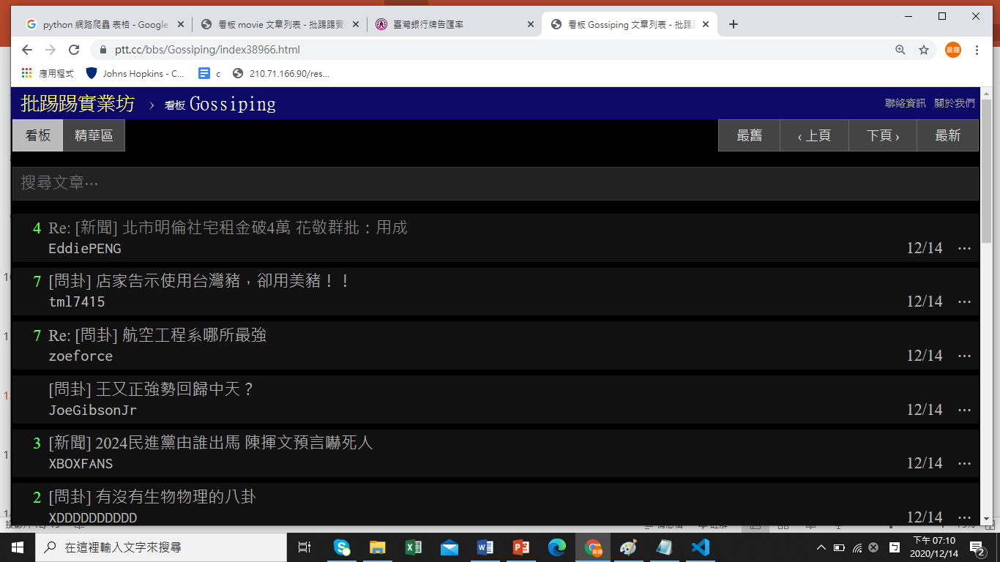 python 網路爬蟲 表格 - Google
看板 movie 文章列表 - 批踢踢實
臺灣銀行牌告匯率
看板 Gossiping 文章列表 - 批踢
ptt.cc/bbs/Gossiping/index38966.html
晨鐘
應用程式
Johns Hopkins - C...
c
210.71.166.90/res...
批踢踢實業坊 › 看板 Gossiping
聯絡資訊 關於我們
看板 精華區
最舊 ‹ 上頁 下頁 › 最新
搜尋文章⋯
4 Re: [新聞] 北市明倫社宅租金破4萬 花敬群批：用成
EddiePENG 12/14 ⋯
7 [問卦] 店家告示使用台灣豬，卻用美豬！！
tml7415 12/14 ⋯
7 Re: [問卦] 航空工程系哪所最強
zoeforce 12/14 ⋯
[問卦] 王又正強勢回歸中天？
JoeGibsonJr 12/14 ⋯
3 [新聞] 2024民進黨由誰出馬 陳揮文預言嚇死人
XBOXFANS 12/14 ⋯
2 [問卦] 有沒有生物物理的八卦
XDDDDDDDDDD 12/14 ⋯
在這裡輸入文字來搜尋
下午 07:10
2020/12/14
2